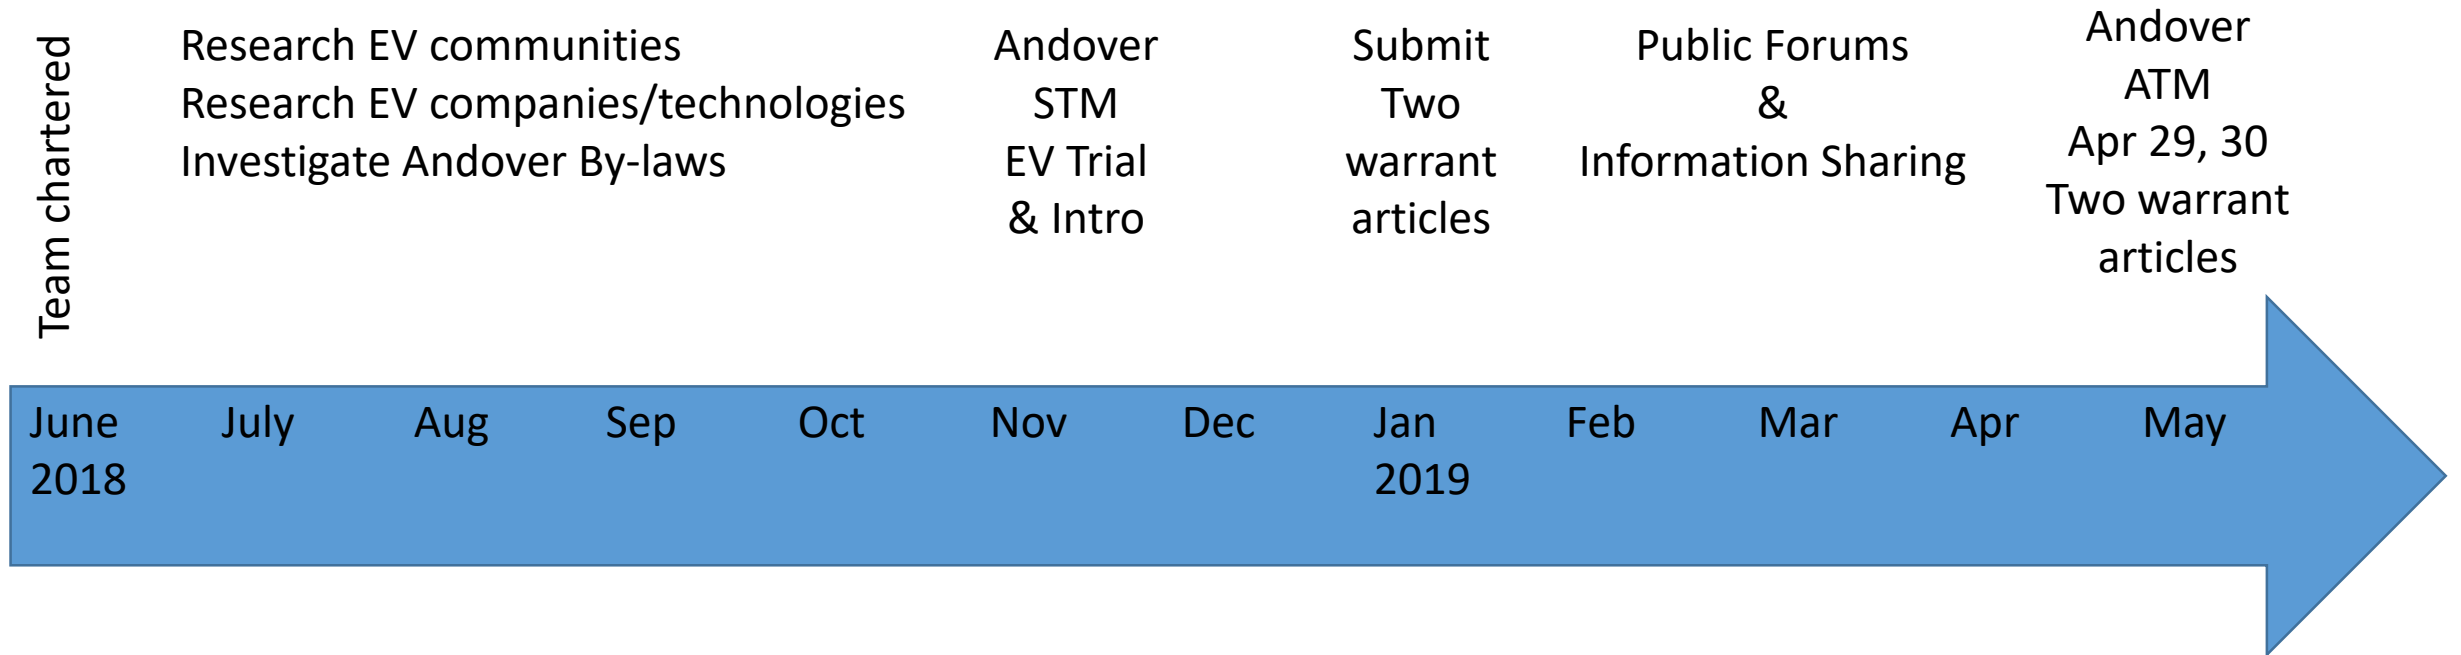 Team chartered
Research EV communities
Research EV companies/technologies
Investigate Andover By-laws
Andover
STM
EV Trial
& Intro
Submit
Two
warrant
articles
Public Forums
&
Information Sharing
Andover
ATM
Apr 29, 30
Two warrant
articles
June
2018
July
Aug
Sep
Oct
Nov
Dec
Jan
2019
Feb
Mar
Apr
May